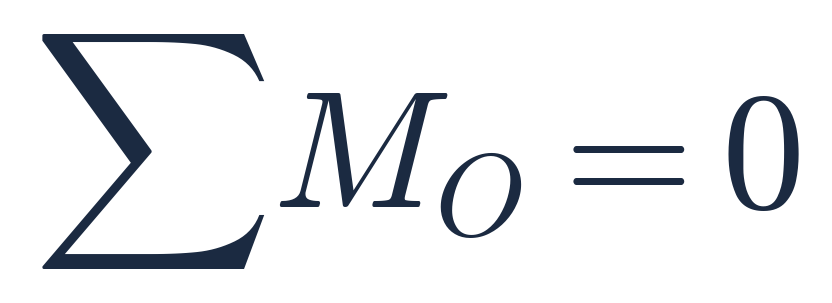 ∑ M_O = 0